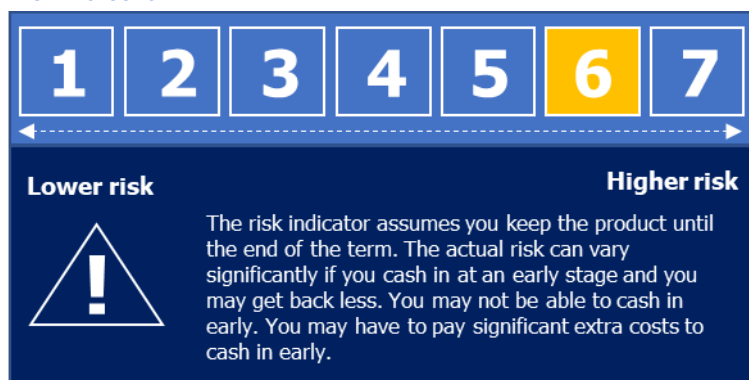 1 2 3 4 5 6 7
Lower risk
Higher risk
The risk indicator assumes you keep the product until
the end of the term. The actual risk can vary
significantly if you cash in at an early stage and you
may get back less. You may not be able to cash in
early. You may have to pay significant extra costs to
cash in early.
!